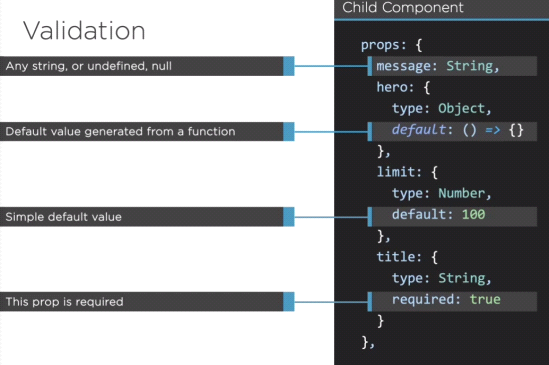 Validation
Child Component
Any string, or undefined, null
Default value generated from a function
Simple default value
This prop is required
props: {
message: String,
hero: {
type: Object,
default: () => {}
},
limit: {
type: Number,
default: 100
},
title: {
type: String,
required: true
}
},